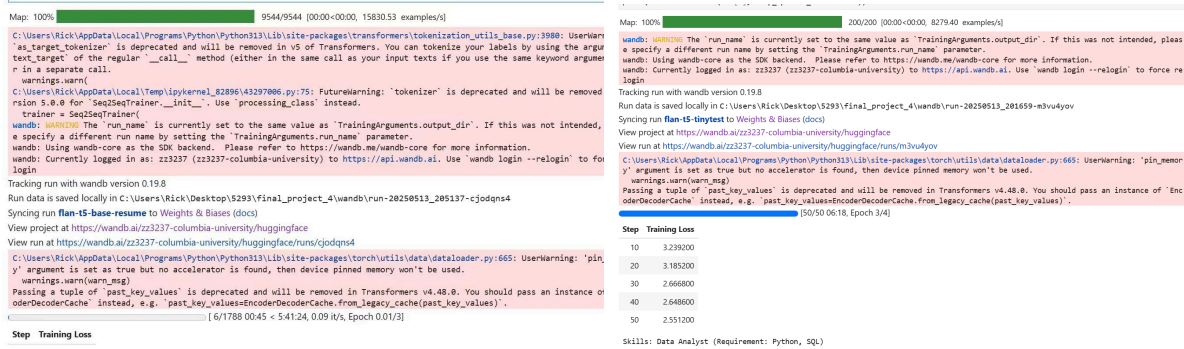 Map: 100% 9544/9544 [00:00<00:00, 15830.53 examples/s]
C:\Users\Rick\AppData\Local\Programs\Python\Python313\Lib\site-packages\transformers\tokenization_utils_base.py:3980: UserWarn
`as_target_tokenizer` is deprecated and will be removed in v5 of Transformers. You can tokenize your labels by using the argum
text_target` of the regular `__call__` method (either in the same call as your input texts if you use the same keyword argumen
r in a separate call.
warnings.warn(
C:\Users\Rick\AppData\Local\Temp\ipykernel_82896\43297006.py:75: FutureWarning: `tokenizer` is deprecated and will be removed
rsion 5.0.0 for `Seq2SeqTrainer.__init__`. Use `processing_class` instead.
trainer = Seq2SeqTrainer(
wandb: WARNING The `run_name` is currently set to the same value as `TrainingArguments.output_dir`. If this was not intended,
e specify a different run name by setting the `TrainingArguments.run_name` parameter.
wandb: Using wandb-core as the SDK backend. Please refer to https://wandb.me/wandb-core for more information.
wandb: Currently logged in as: zz3237 (zz3237-columbia-university) to https://api.wandb.ai. Use `wandb login --relogin` to for
login
Tracking run with wandb version 0.19.8
Run data is saved locally in C:\Users\Rick\Desktop\5293\final_project_4\wandb\run-20250513_205137-cjodqns4
Syncing run flan-t5-base-resume to Weights & Biases (docs)
View project at https://wandb.ai/zz3237-columbia-university/huggingface
View run at https://wandb.ai/zz3237-columbia-university/huggingface/runs/cjodqns4
C:\Users\Rick\AppData\Local\Programs\Python\Python313\Lib\site-packages\torch\utils\data\dataloader.py:665: UserWarning: 'pin_
y' argument is set as true but no accelerator is found, then device pinned memory won't be used.
warnings.warn(warn_msg)
Passing a tuple of `past_key_values` is deprecated and will be removed in Transformers v4.48.0. You should pass an instance of
oderDecoderCache` instead, e.g. `past_key_values=EncoderDecoderCache.from_legacy_cache(past_key_values)`.
[ 6/1788 00:45 < 5:41:24, 0.09 it/s, Epoch 0.01/3]
Step Training Loss
Map: 100% 200/200 [00:00<00:00, 8279.40 examples/s]
wandb: WARNING The `run_name` is currently set to the same value as `TrainingArguments.output_dir`. If this was not intended, pleas
e specify a different run name by setting the `TrainingArguments.run_name` parameter.
wandb: Using wandb-core as the SDK backend. Please refer to https://wandb.me/wandb-core for more information.
wandb: Currently logged in as: zz3237 (zz3237-columbia-university) to https://api.wandb.ai. Use `wandb login --relogin` to force re
login
Tracking run with wandb version 0.19.8
Run data is saved locally in C:\Users\Rick\Desktop\5293\final_project_4\wandb\run-20250513_201659-m3vu4yov
Syncing run flan-t5-tinytest to Weights & Biases (docs)
View project at https://wandb.ai/zz3237-columbia-university/huggingface
View run at https://wandb.ai/zz3237-columbia-university/huggingface/runs/m3vu4yov
C:\Users\Rick\AppData\Local\Programs\Python\Python313\Lib\site-packages\torch\utils\data\dataloader.py:665: UserWarning: 'pin_memor
y' argument is set as true but no accelerator is found, then device pinned memory won't be used.
warnings.warn(warn_msg)
Passing a tuple of `past_key_values` is deprecated and will be removed in Transformers v4.48.0. You should pass an instance of `Enc
oderDecoderCache` instead, e.g. `past_key_values=EncoderDecoderCache.from_legacy_cache(past_key_values)`.
[50/50 06:18, Epoch 3/4]
Step Training Loss
10 3.239200
20 3.185200
30 2.666800
40 2.648600
50 2.551200
Skills: Data Analyst (Requirement: Python, SQL)